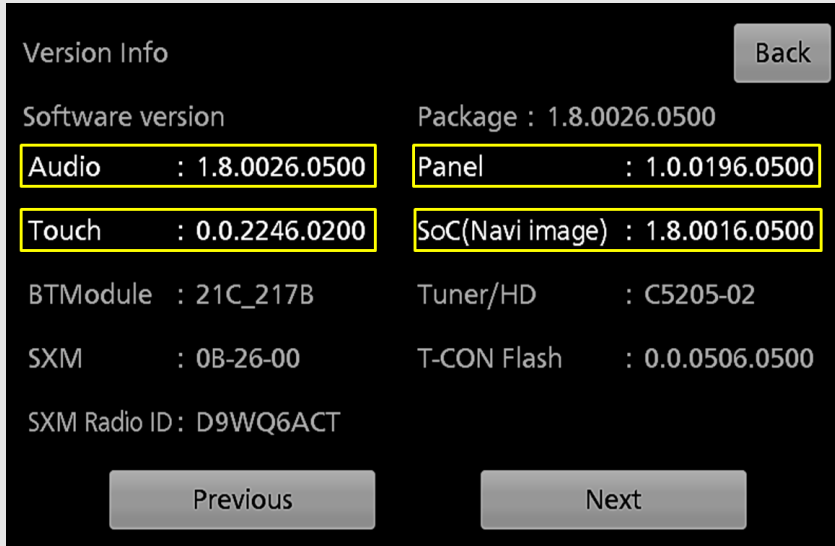 Version Info Back
Software version Package : 1.8.0026.0500
Audio : 1.8.0026.0500 Panel : 1.0.0196.0500
Touch : 0.0.2246.0200 SoC(Navi image) : 1.8.0016.0500
BTModule : 21C_217B Tuner/HD : C5205-02
SXM : 0B-26-00 T-CON Flash : 0.0.0506.0500
SXM Radio ID : D9WQ6ACT
Previous Next